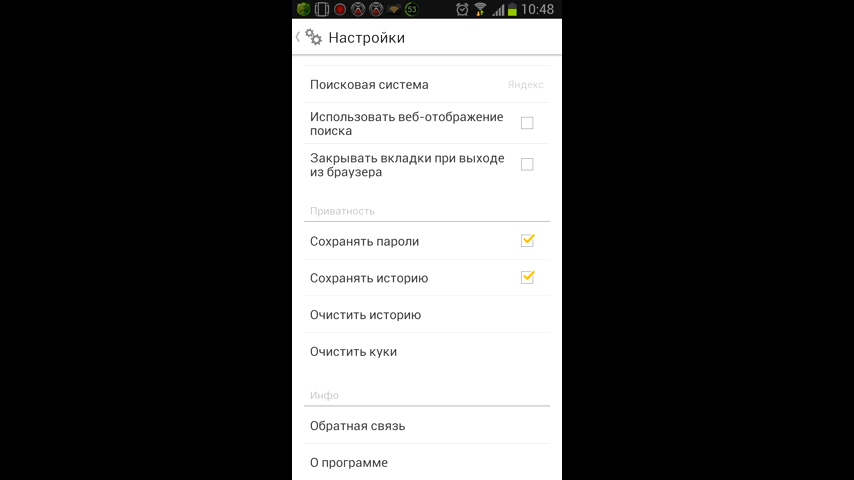 53 10:48
Настройки
Поисковая система Яндекс
Использовать веб-отображение
поиска
Закрывать вкладки при выходе
из браузера
Приватность
Сохранять пароли
Сохранять историю
Очистить историю
Очистить куки
Инфо
Обратная связь
О программе